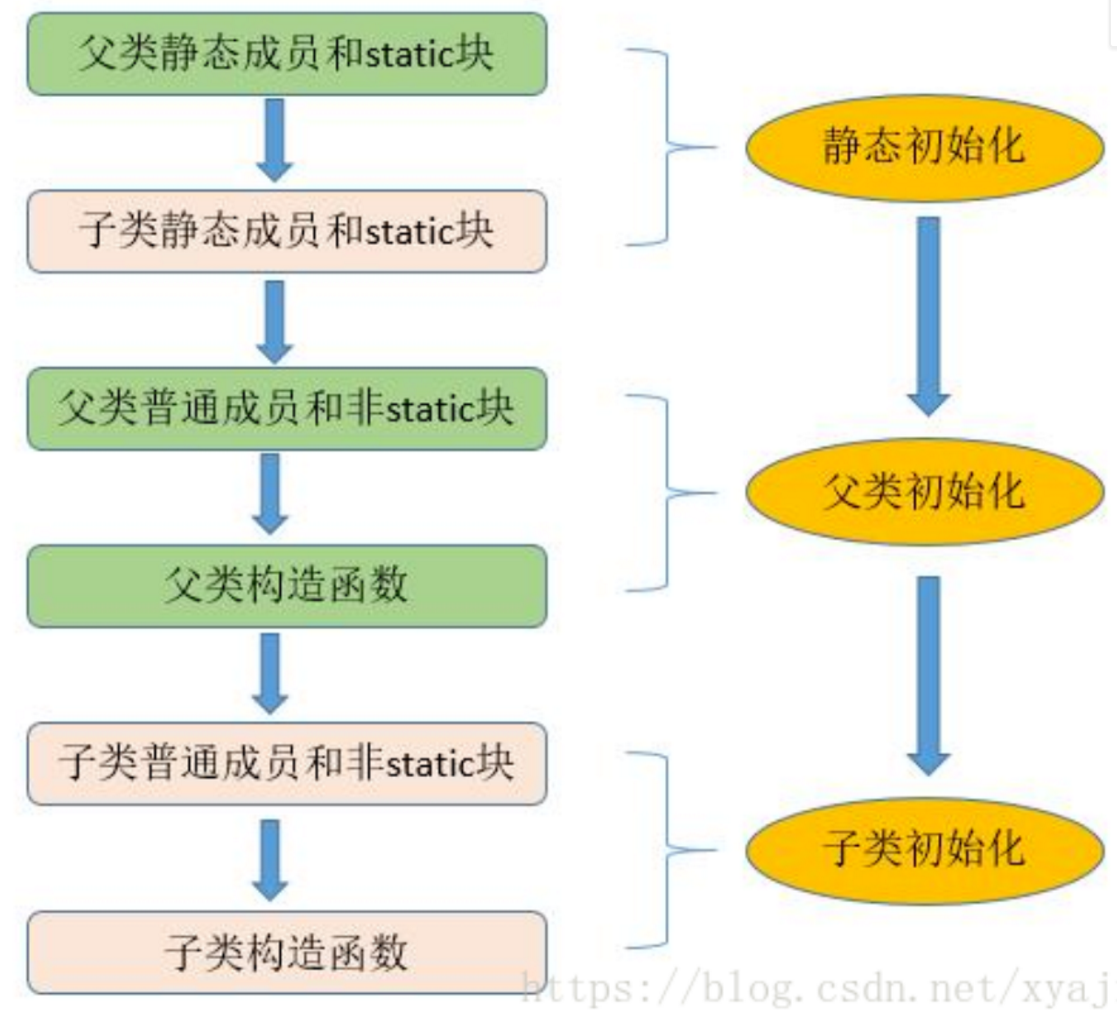 父类静态成员和static块
子类静态成员和static块
父类普通成员和非static块
父类构造函数
子类普通成员和非static块
子类构造函数
静态初始化
父类初始化
子类初始化
https://blog.csdn.net/xyaj